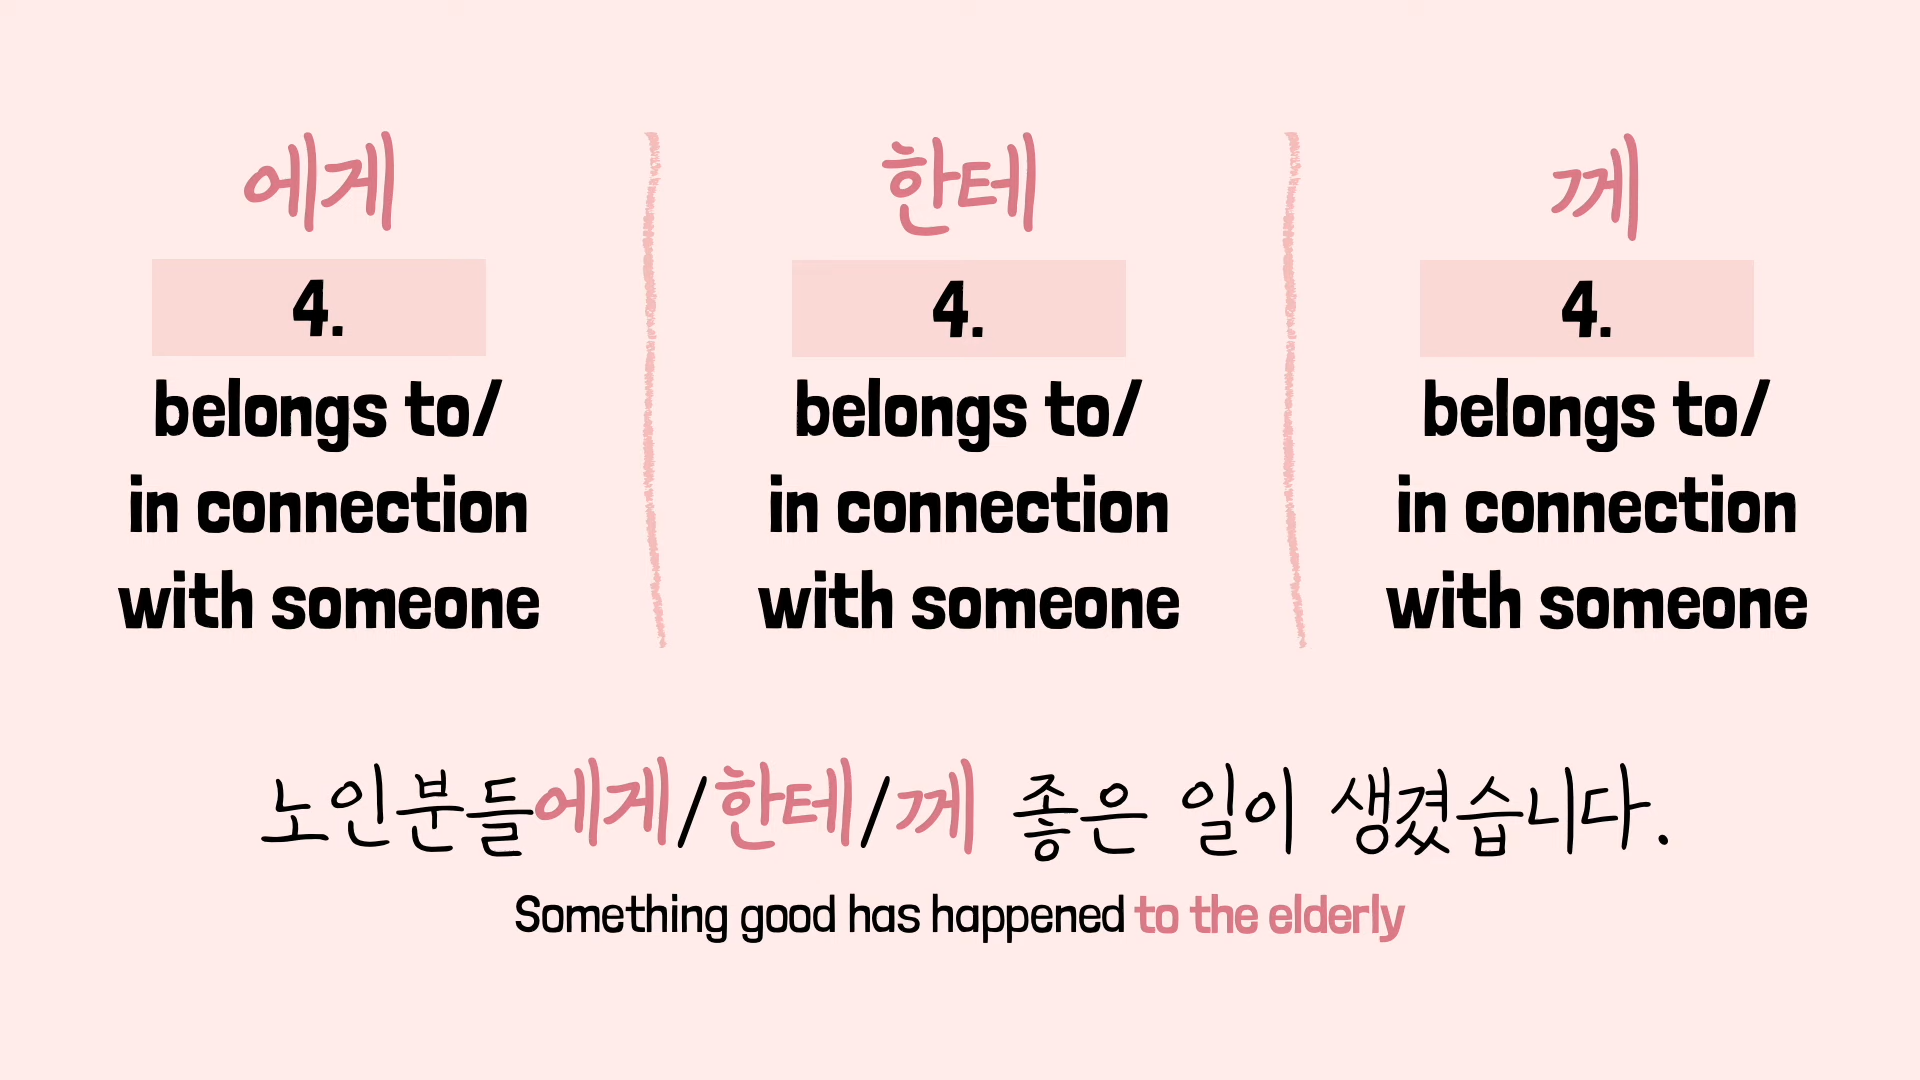 에게
4.
belongs to/
in connection
with someone
한테
4.
belongs to/
in connection
with someone
께
4.
belongs to/
in connection
with someone
노인분들에게/한테/께 좋은 일이 생겼습니다.
Something good has happened to the elderly